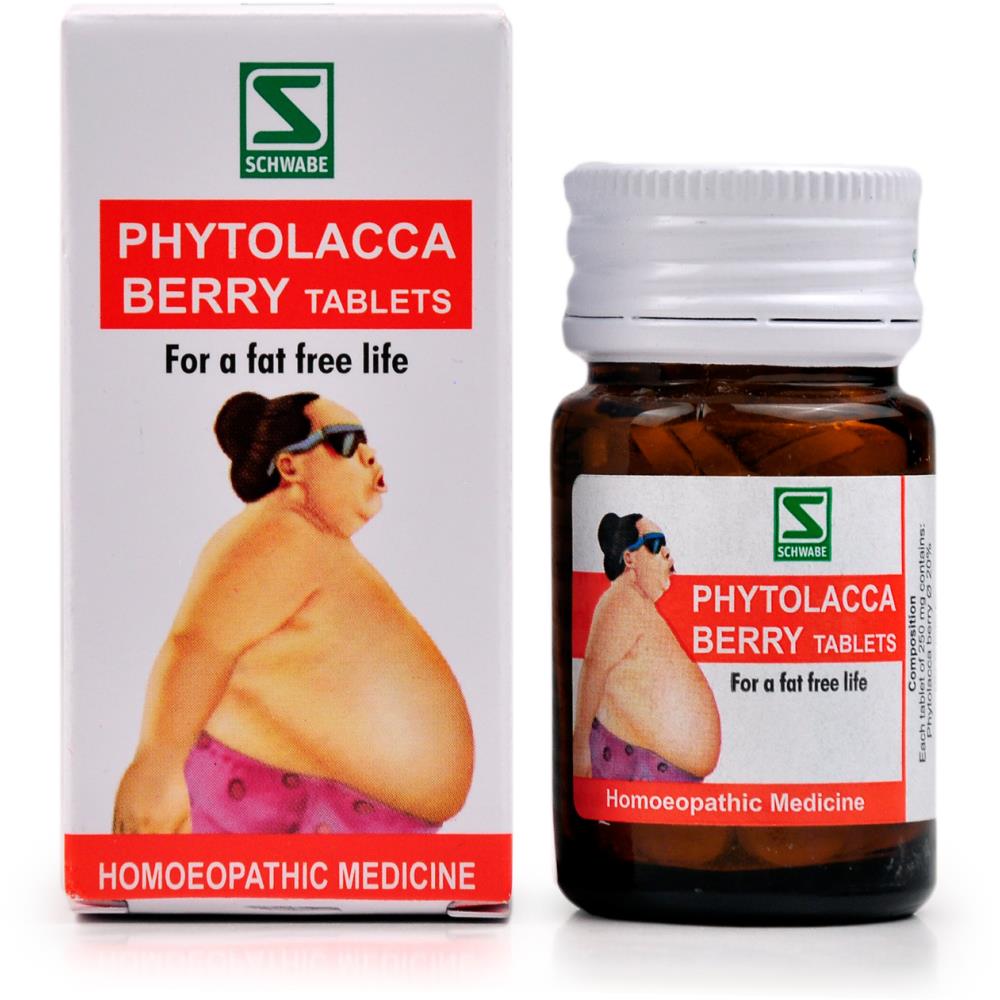 SCHWABE
PHYTOLACCA
BERRY TABLETS
For a fat free life
HOMOEOPATHIC MEDICINE
SCHWABE
PHYTOLACCA
BERRY TABLETS
For a fat free life
Homoeopathic Medicine
Composition
Each tablet of 250 mg contains:
Phytolacca berry Ø 20%